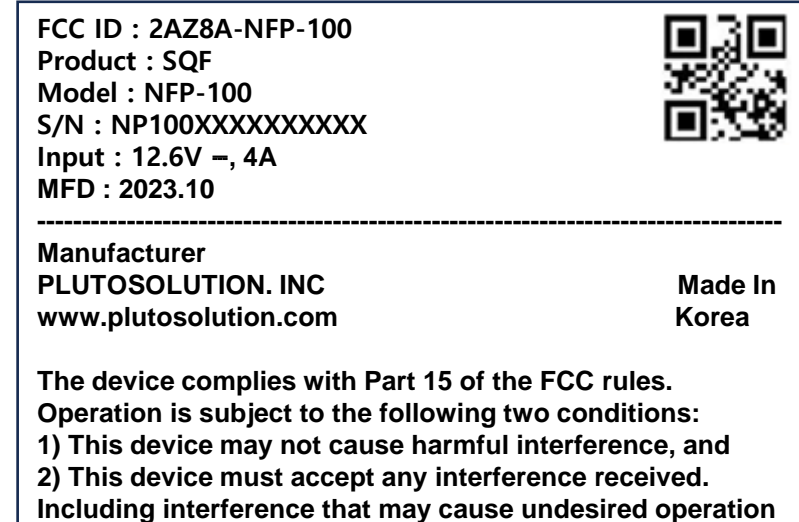 FCC ID : 2AZ8A-NFP-100
Product : SQF
Model : NFP-100
S/N : NP100XXXXXXXXXX
Input : 12.6V ⎓, 4A
MFD : 2023.10
--------------------------------------------------------------------------------
Manufacturer
PLUTOSOLUTION. INC Made In
www.plutosolution.com Korea
The device complies with Part 15 of the FCC rules.
Operation is subject to the following two conditions:
1) This device may not cause harmful interference, and
2) This device must accept any interference received.
Including interference that may cause undesired operation